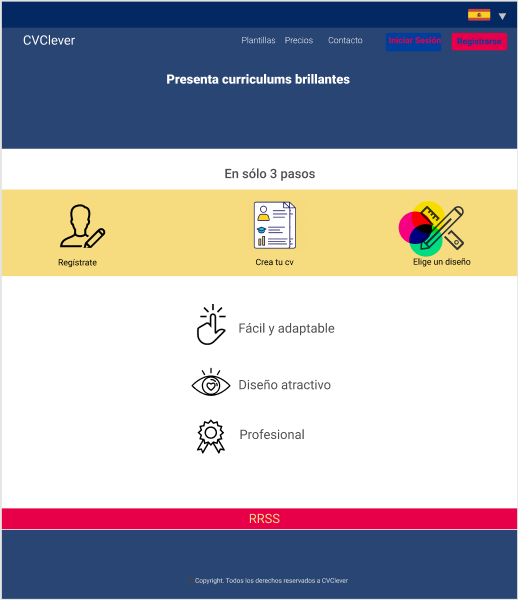 CVClever
Plantillas Precios Contacto Iniciar Sesión Registrarse
Presenta curriculums brillantes
En sólo 3 pasos
Regístrate Crea tu cv Elige un diseño
Fácil y adaptable
Diseño atractivo
Profesional
RRSS
Copyright. Todos los derechos reservados a CVClever